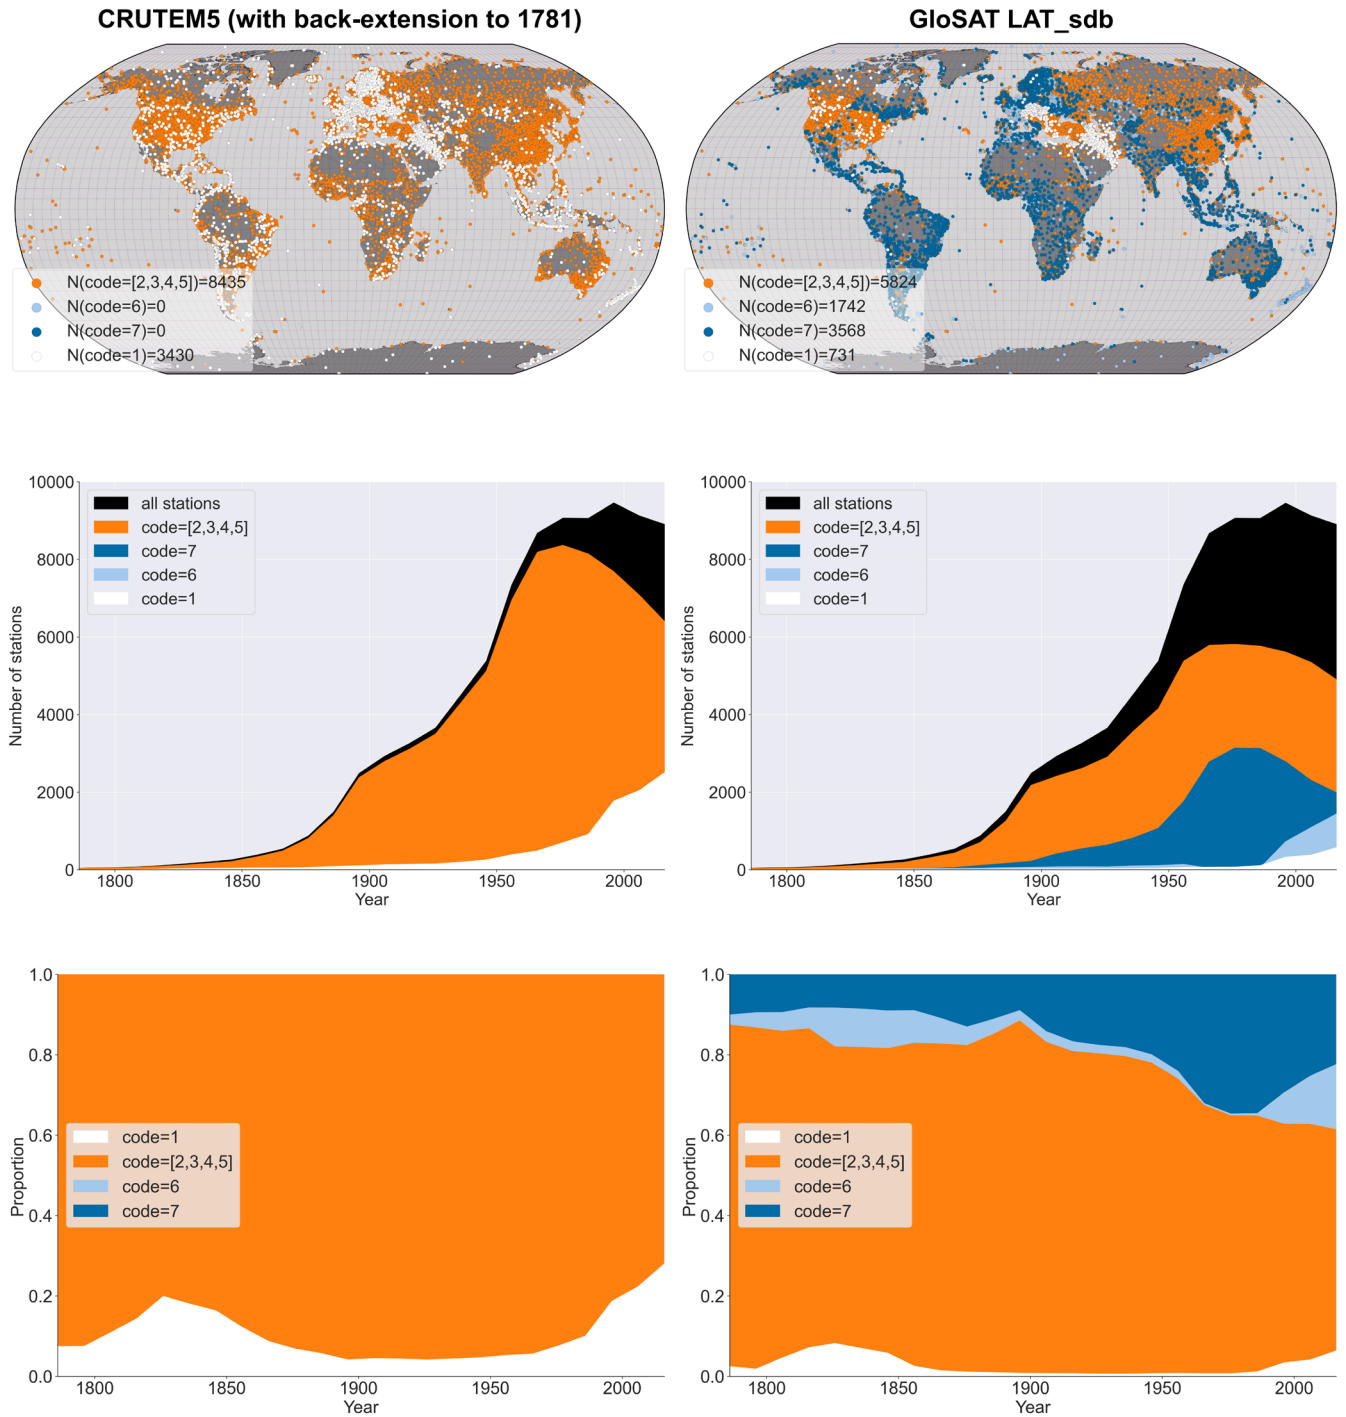 CRUTEM5 (with back-extension to 1781)
N(code=[2,3,4,5])=8435
N(code=6)=0
N(code=7)=0
N(code=1)=3430
GloSAT LAT_sdb
N(code=[2,3,4,5])=5824
N(code=6)=1742
N(code=7)=3568
N(code=1)=731
10000
8000
6000
4000
2000
0
Number of stations
all stations
code=[2,3,4,5]
code=7
code=6
code=1
1800
1850
1900
1950
2000
Year
10000
8000
6000
4000
2000
0
Number of stations
all stations
code=[2,3,4,5]
code=7
code=6
code=1
1800
1850
1900
1950
2000
Year
1.0
0.8
0.6
0.4
0.2
0.0
Proportion
code=1
code=[2,3,4,5]
code=6
code=7
1800
1850
1900
1950
2000
Year
1.0
0.8
0.6
0.4
0.2
0.0
Proportion
code=1
code=[2,3,4,5]
code=6
code=7
1800
1850
1900
1950
2000
Year